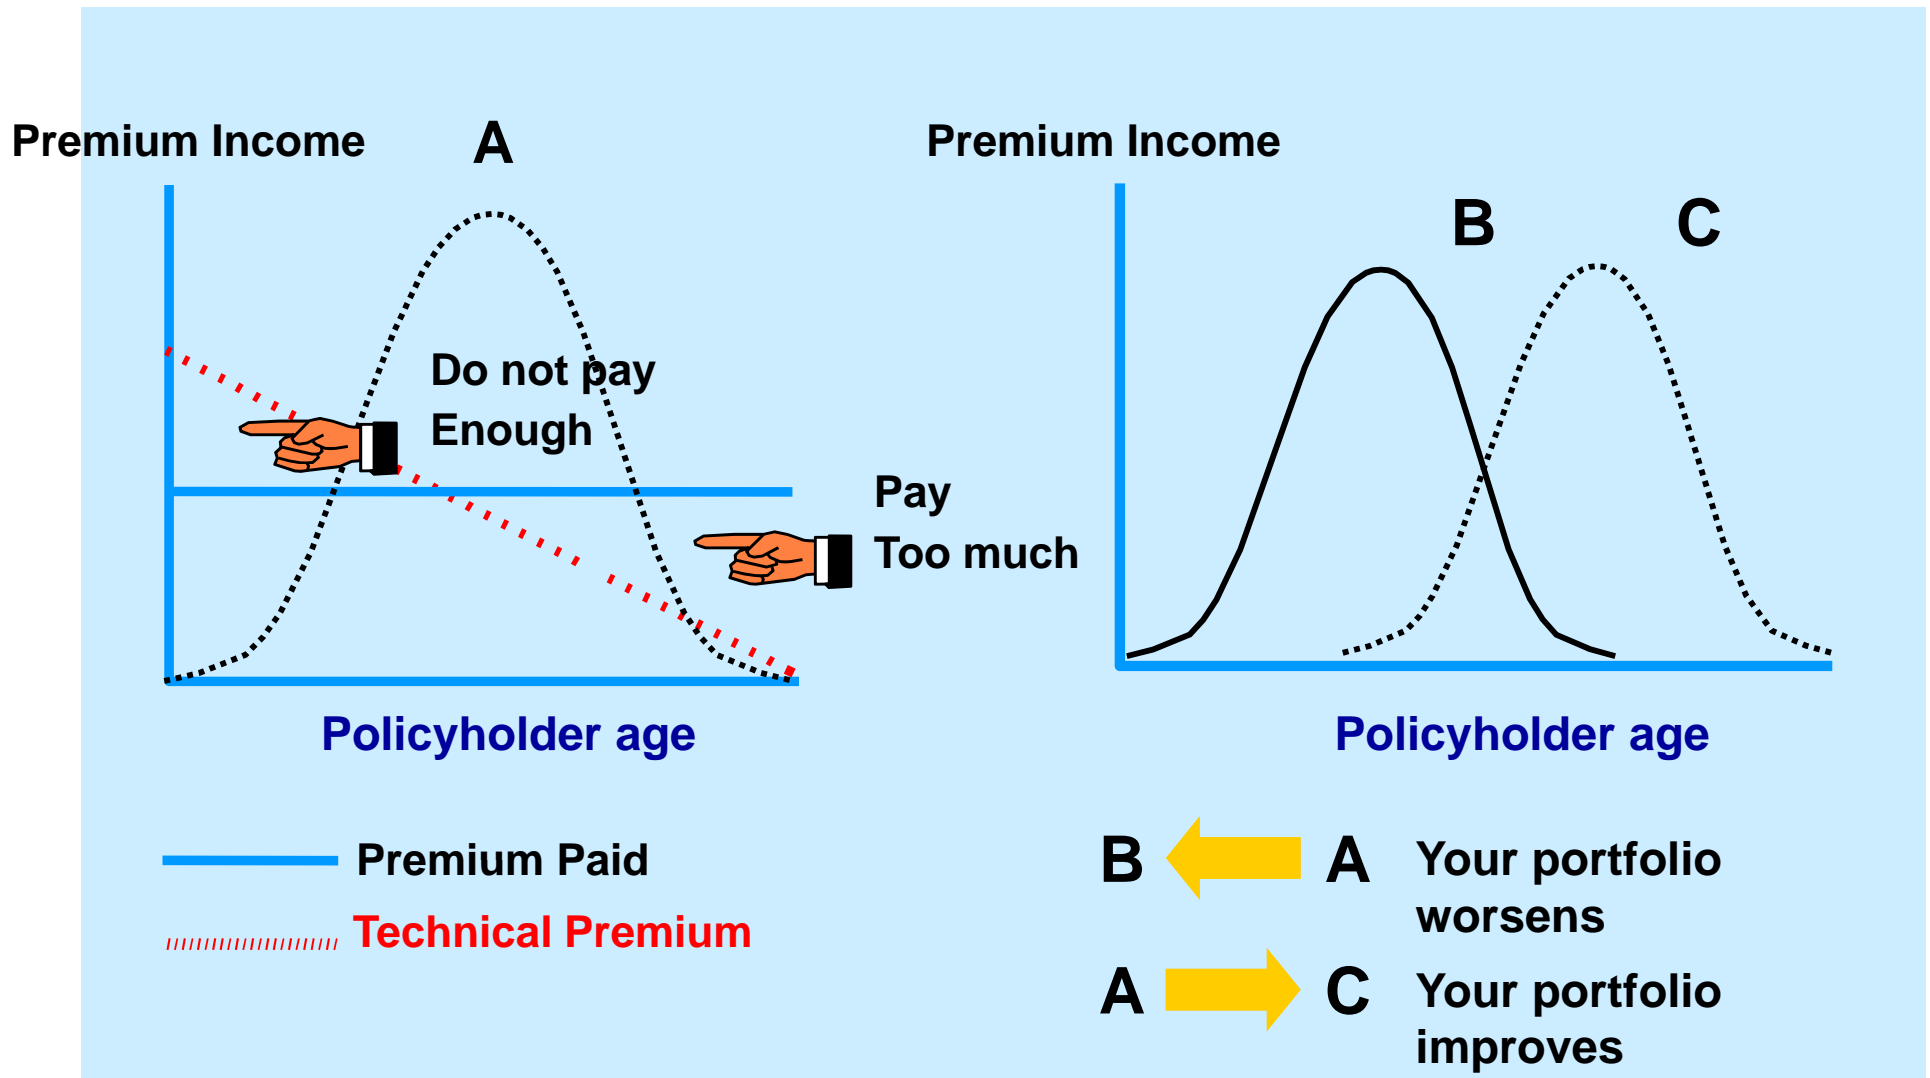 Premium Income
A
Do not pay
Enough
Pay
Too much
Policyholder age
Premium Paid
Technical Premium
Premium Income
B
C
Policyholder age
B A Your portfolio
worsens
A C Your portfolio
improves